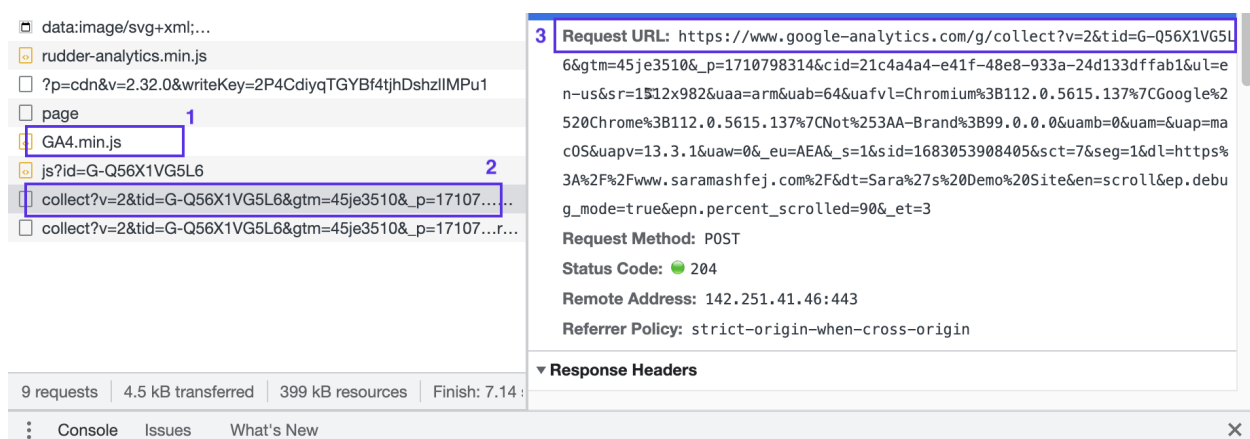 data:image/svg+xml;...
rudder-analytics.min.js
?p=cdn&v=2.32.0&writeKey=2P4CdiyqTGYBf4tjhDshzlIMPu1
page
1
GA4.min.js
js?id=G-Q56X1VG5L6
2
collect?v=2&tid=G-Q56X1VG5L6&gtm=45je3510&_p=17107......
collect?v=2&tid=G-Q56X1VG5L6&gtm=45je3510&_p=17107...r...
9 requests
4.5 kB transferred
399 kB resources
Finish: 7.14 s
3
Request URL: https://www.google-analytics.com/g/collect?v=2&tid=G-Q56X1VG5L
6&gtm=45je3510&_p=1710798314&cid=21c4a4a4-e41f-48e8-933a-24d133dffab1&ul=e
n-us&sr=1512x982&uaa=arm&uab=64&uafvl=Chromium%3B112.0.5615.137%7CGoogle%2
520Chrome%3B112.0.5615.137%7CNot%253AA-Brand%3B99.0.0.0&uamb=0&uam=&uap=ma
cOS&uapv=13.3.1&uaw=0&_eu=AEA&_s=1&sid=1683053908405&sct=7&seg=1&dl=https%
3A%2F%2Fwww.saramashfej.com%2F&dt=Sara%27s%20Demo%20Site&en=scroll&ep.debu
g_mode=true&epn.percent_scrolled=90&_et=3
Request Method: POST
Status Code: 204
Remote Address: 142.251.41.46:443
Referrer Policy: strict-origin-when-cross-origin
Response Headers
Console
Issues
What's New